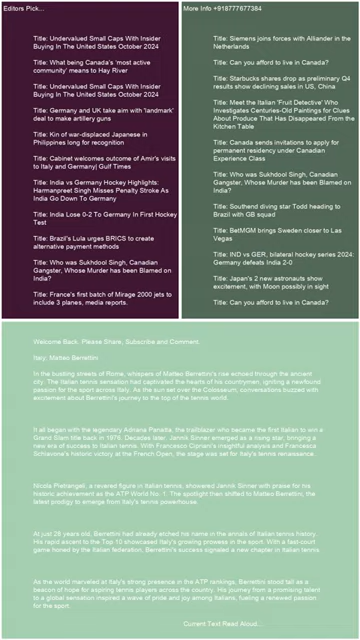 Editors Pick...
Title: Undervalued Small Caps With Insider
Buying In The United States October 2024
Title: What being Canada's 'most active
community' means to Hay River
Title: Undervalued Small Caps With Insider
Buying In The United States October 2024
Title: Germany and UK take aim with 'landmark'
deal to make artillery guns
Title: Kin of war-displaced Japanese in
Philippines long for recognition
Title: Cabinet welcomes outcome of Amir's visits
to Italy and Germany| Gulf Times
Title: India vs Germany Hockey Highlights:
Harmanpreet Singh Misses Penalty Stroke As
India Go Down To Germany
Title: India Lose 0-2 To Germany In First Hockey
Test
Title: Brazil's Lula urges BRICS to create
alternative payment methods
Title: Who was Sukhdool Singh, Canadian
Gangster, Whose Murder has been Blamed on
India?
Title: France's first batch of Mirage 2000 jets to
include 3 planes, media reports.
More Info +918777677384
Title: Siemens joins forces with Alliander in the
Netherlands
Title: Can you afford to live in Canada?
Title: Starbucks shares drop as preliminary Q4
results show declining sales in US, China
Title: Meet the Italian 'Fruit Detective' Who
Investigates Centuries-Old Paintings for Clues
About Produce That Has Disappeared From the
Kitchen Table
Title: Canada sends invitations to apply for
permanent residency under Canadian
Experience Class
Title: Who was Sukhdool Singh, Canadian
Gangster, Whose Murder has been Blamed on
India?
Title: Southend diving star Todd heading to
Brazil with GB squad
Title: BetMGM brings Sweden closer to Las
Vegas
Title: IND vs GER, bilateral hockey series 2024:
Germany defeats India 2-0
Title: Japan's 2 new astronauts show
excitement, with Moon possibly in sight
Title: Can you afford to live in Canada?
Welcome Back. Please Share, Subscribe and Comment.
Italy: Matteo Berrettini
In the bustling streets of Rome, whispers of Matteo Berrettini's rise echoed through the ancient
city. The Italian tennis sensation had captivated the hearts of his countrymen, igniting a newfound
passion for the sport across Italy. As the sun set over the Colosseum, conversations buzzed with
excitement about Berrettini's journey to the top of the tennis world.
It all began with the legendary Adriana Panatta, the trailblazer who became the first Italian to win a
Grand Slam title back in 1976. Decades later, Jannik Sinner emerged as a rising star, bringing a
new era of success to Italian tennis. With Francesco Cipriani's insightful analysis and Francesca
Schiavone's historic victory at the French Open, the stage was set for Italy's tennis renaissance.
Nicola Pietrangeli, a revered figure in Italian tennis, showered Jannik Sinner with praise for his
historic achievement as the ATP World No. 1. The spotlight then shifted to Matteo Berrettini, the
latest prodigy to emerge from Italy's tennis powerhouse.
At just 25 years old, Berrettini had already etched his name in the annals of Italian tennis history.
His rapid ascent to the Top 10 showcased Italy's growing prowess in the sport. With a fast-court
game honed by the Italian federation, Berrettini's success signaled a new chapter in Italian tennis.
As the world marveled at Italy's strong presence in the ATP rankings, Berrettini stood tall as a
beacon of hope for aspiring tennis players across the country. His journey from a promising talent
to a global sensation inspired a wave of pride and joy among Italians, fueling a renewed passion
for the sport.
Current Text Read Aloud...